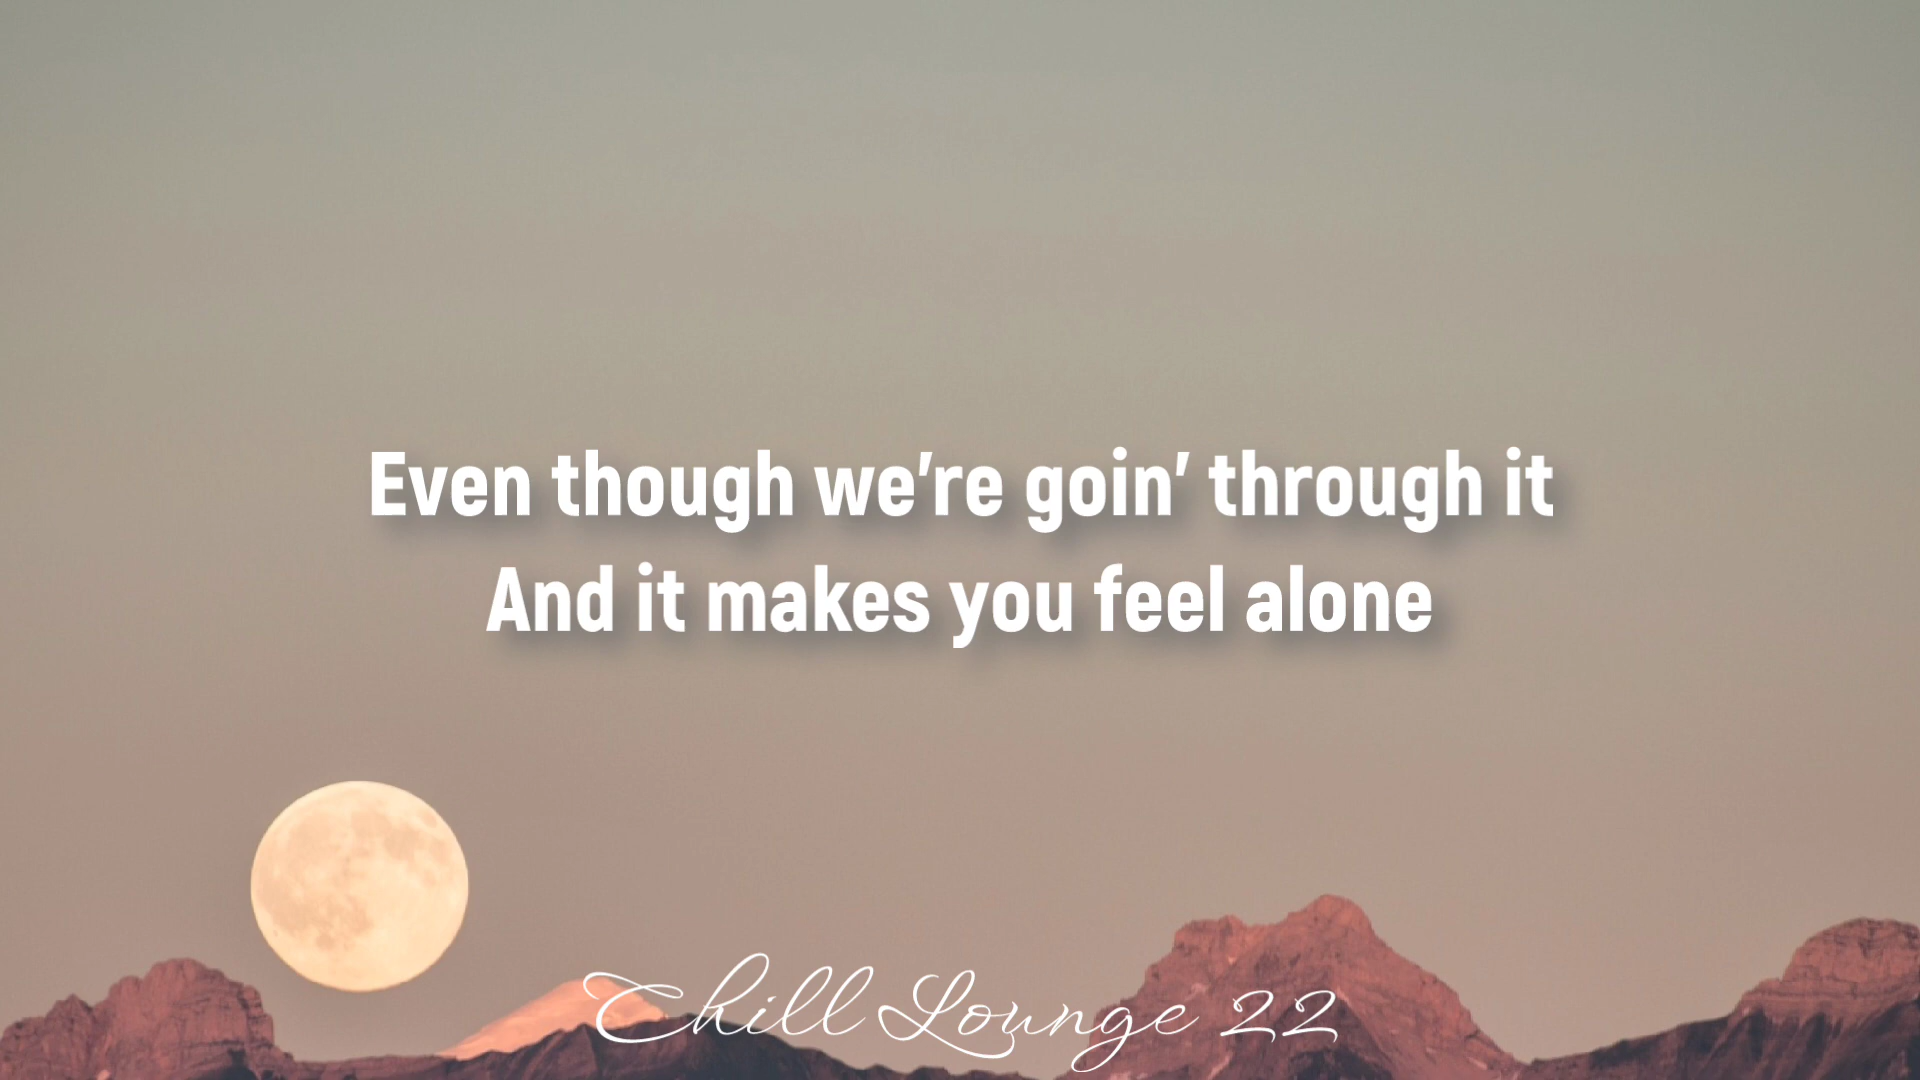 Even though we’re goin’ through it
And it makes you feel alone
Chill Lounge 22